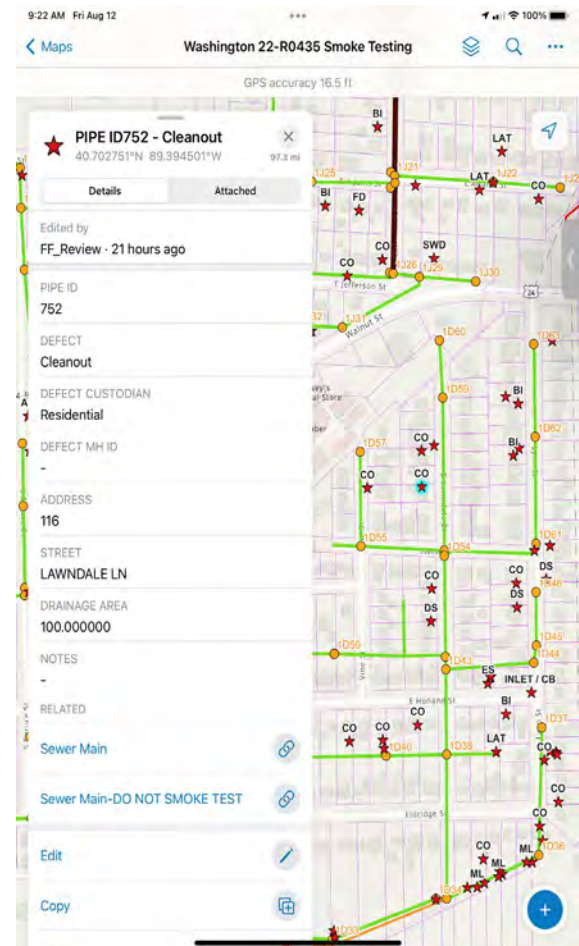 9:22 AM Fri Aug 12
100%
Maps
Washington 22-R0435 Smoke Testing
GPS accuracy 16.5 ft
PIPE ID752 - Cleanout
40.702751°N 89.394501°W
97.3 mi
Details
Attached
Edited by
FF_Review · 21 hours ago
PIPE ID
752
DEFECT
Cleanout
DEFECT CUSTODIAN
Residential
DEFECT MH ID
-
ADDRESS
116
STREET
LAWNDALE LN
DRAINAGE AREA
100.000000
NOTES
-
RELATED
Sewer Main
Sewer Main-DO NOT SMOKE TEST
Edit
Copy
BI
LAT
1J25
1J21
LAT
1J22
CO
BI
FD
CO
SWD
CO
1J26
1J29
1J30
E Jefferson St
24
1J31
Walnut St
1D60
1D63
1D59
BI
1D62
BI
1D57
CO
CO
CO
1D61
1D55
1D54
CO
CO
DS
DS
DS
1D46
1D45
1D50
1D43
1D44
Vine St
ES
INLET / CB
E Holland St
BI
CO
CO
CO
1D37
LAT
CO
1D40
1D38
CO
Eldridge St
CO
CO
ML
1D36
ML
ML
1D34
1D33